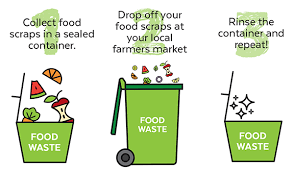 1
Collect food
scraps in a sealed
container.
FOOD
WASTE
2
Drop off your
food scraps at
your local
farmers market
FOOD
WASTE
3
Rinse the
container and
repeat!
FOOD
WASTE